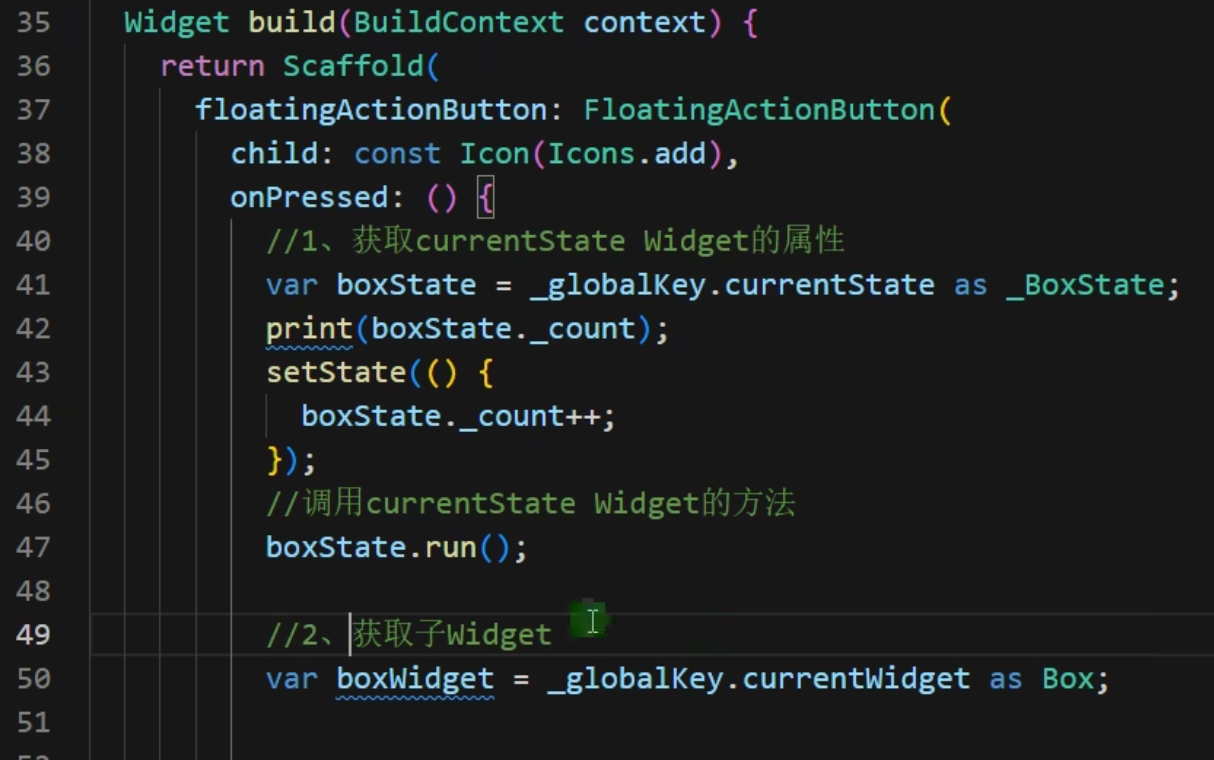 35 Widget build(BuildContext context) {
36 return Scaffold(
37 floatingActionButton: FloatingActionButton(
38 child: const Icon(Icons.add),
39 onPressed: () {
40 //1、获取currentState Widget的属性
41 var boxState = _globalKey.currentState as _BoxState;
42 print(boxState._count);
43 setState(() {
44 boxState._count++;
45 });
46 //调用currentState Widget的方法
47 boxState.run();
48
49 //2、获取子Widget
50 var boxWidget = _globalKey.currentWidget as Box;
51